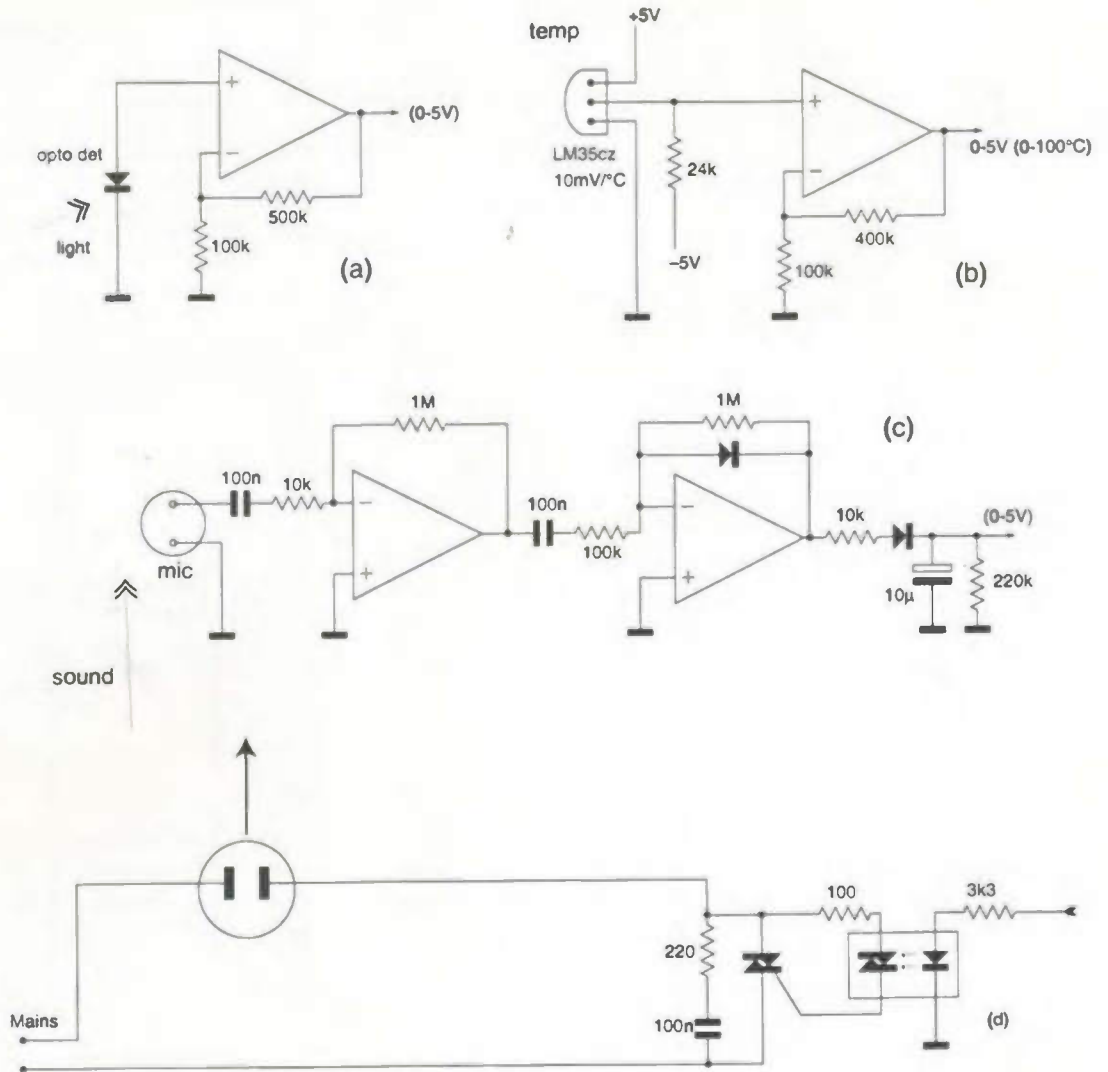 +
−
(0-5V)
opto det
light
500k
100k
(a)
temp
+5V
LM35cz
10mV/°C
24k
−5V
+
−
0-5V (0-100°C)
400k
100k
(b)
1M
100n
10k
−
+
mic
sound
100n
100k
1M
−
+
(c)
10k
(0-5V)
10µ
220k
Mains
220
100n
100
3k3
(d)